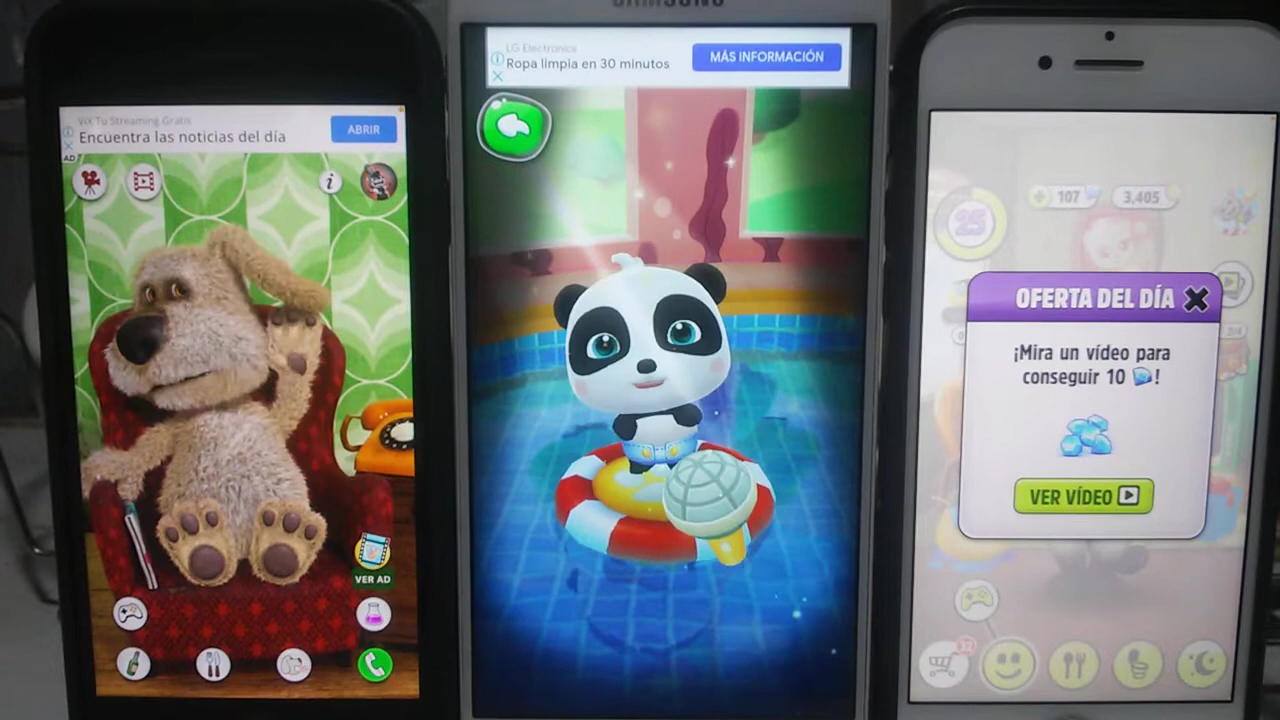 ViX Tu Streaming Gratis
Encuentra las noticias del día
ABRIR
AD
i
VER AD
SAMSUNG
LG Electronics
Ropa limpia en 30 minutos
MÁS INFORMACIÓN
25
107
3,405
OFERTA DEL DÍA
¡Mira un vídeo para
conseguir 10 !
VER VÍDEO
32